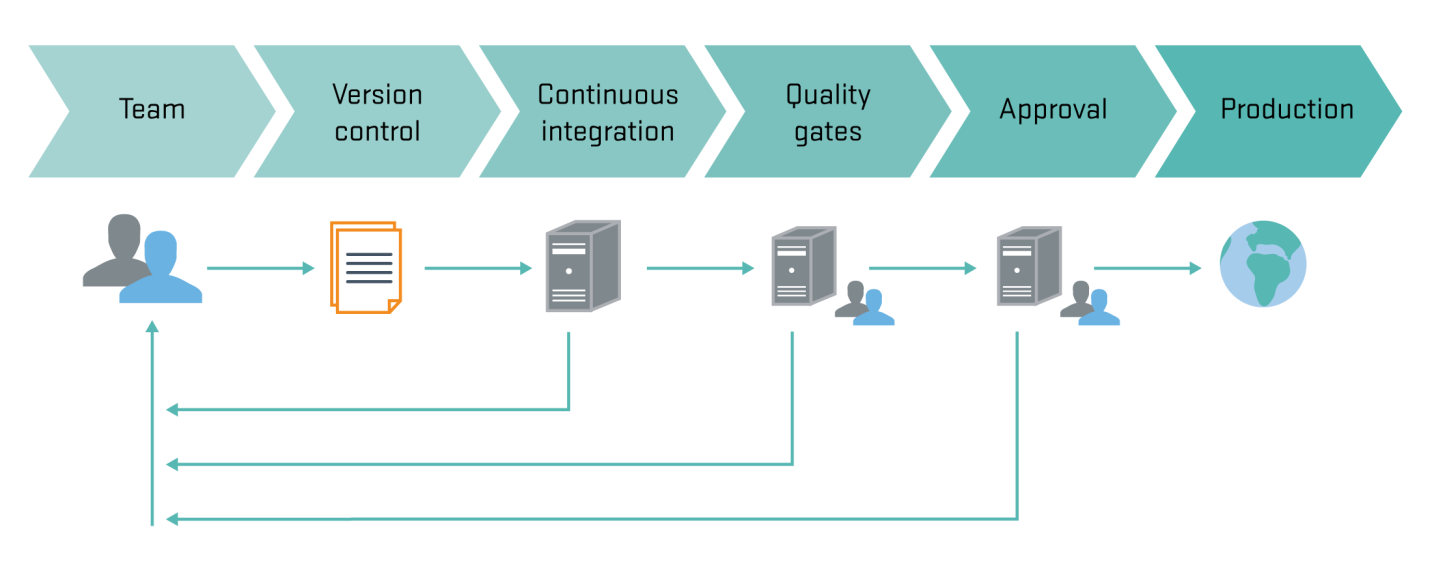 Team
Version
control
Continuous
integration
Quality
gates
Approval
Production